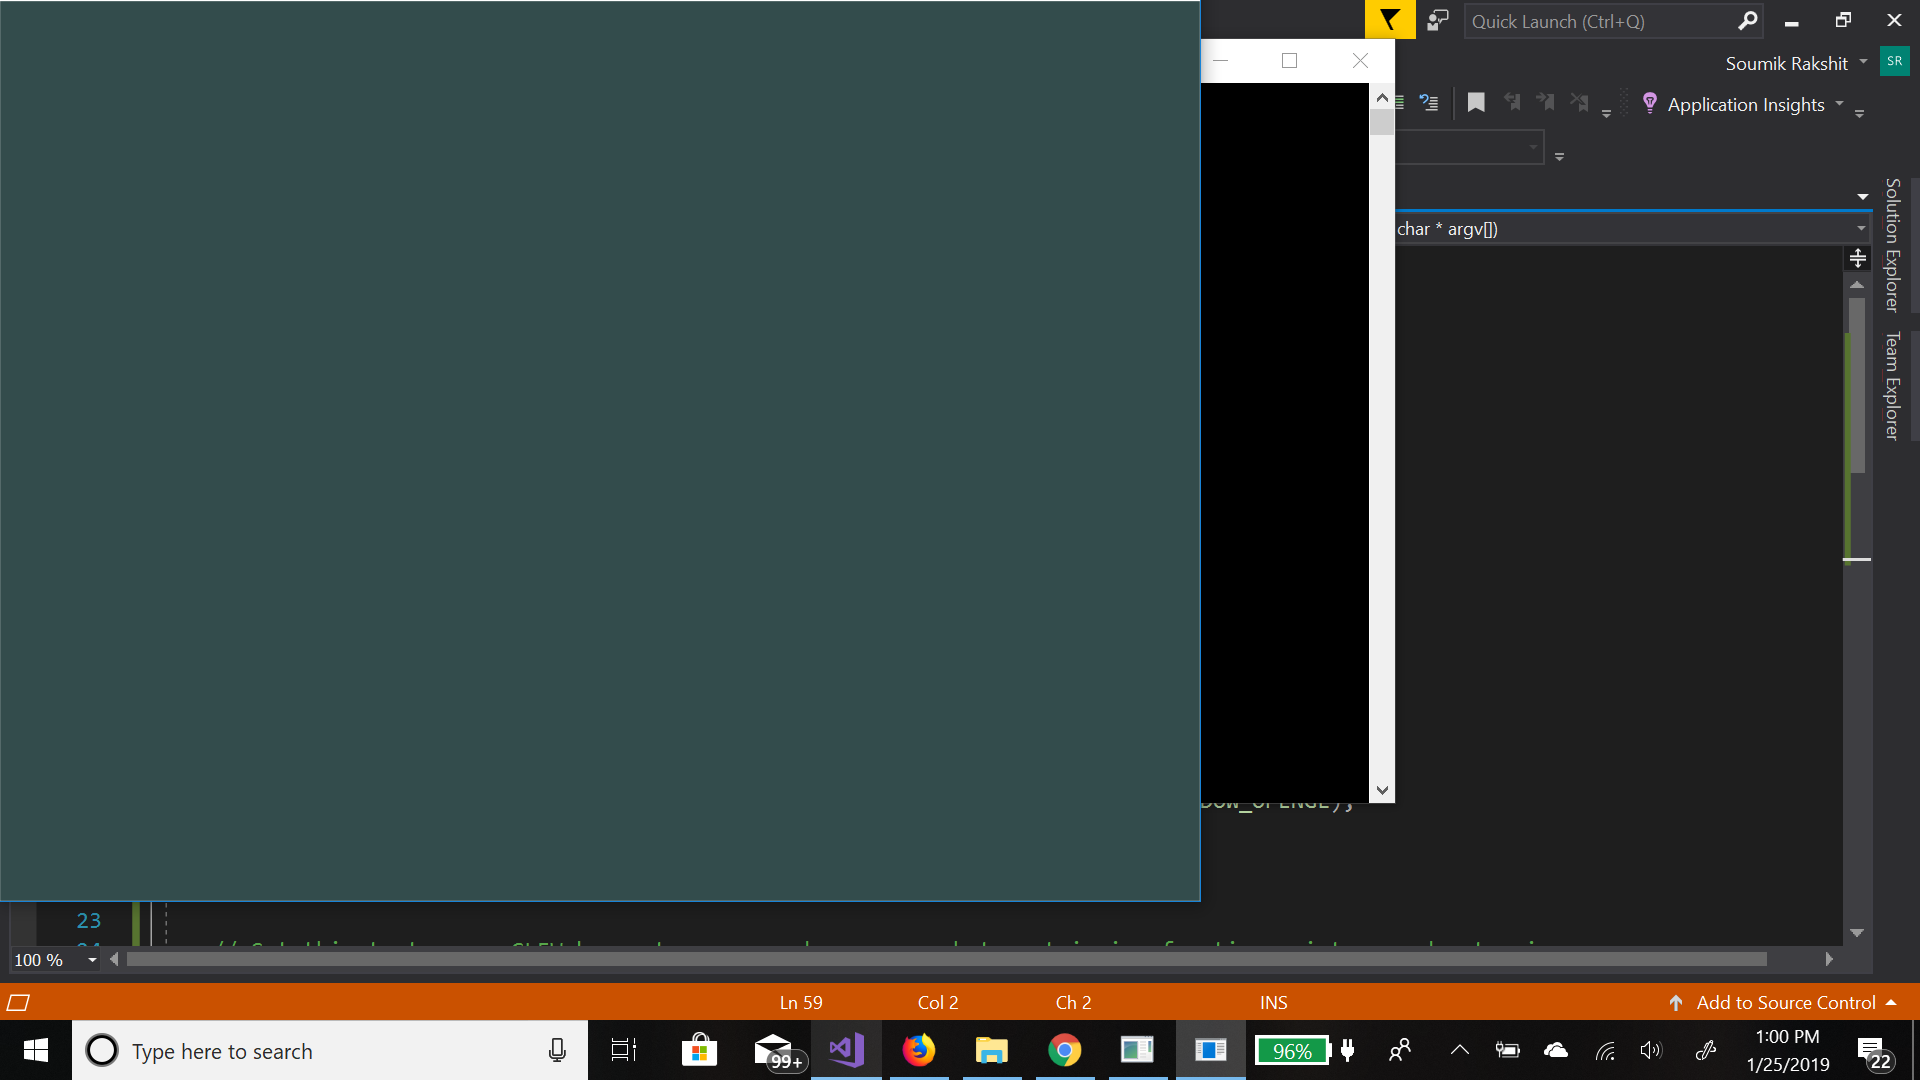 Quick Launch (Ctrl+Q)
Soumik Rakshit
SR
Application Insights
char * argv[])
Solution Explorer
Team Explorer
23
24
100 %
Ln 59
Col 2
Ch 2
INS
Add to Source Control
Type here to search
99+
96%
1:00 PM
1/25/2019
22